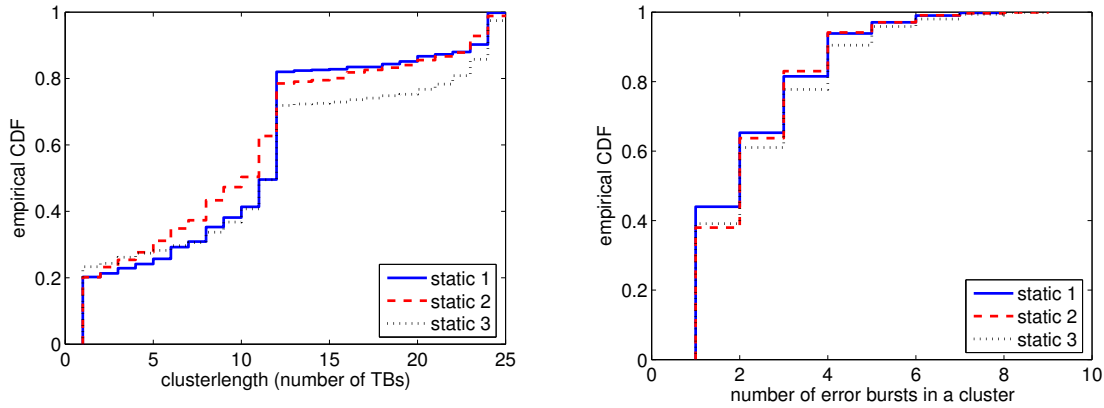 1
0.8
0.6
0.4
0.2
0
empirical CDF
0 5 10 15 20 25
clusterlength (number of TBs)
static 1
static 2
static 3
1
0.8
0.6
0.4
0.2
0
empirical CDF
0 2 4 6 8 10
number of error bursts in a cluster
static 1
static 2
static 3